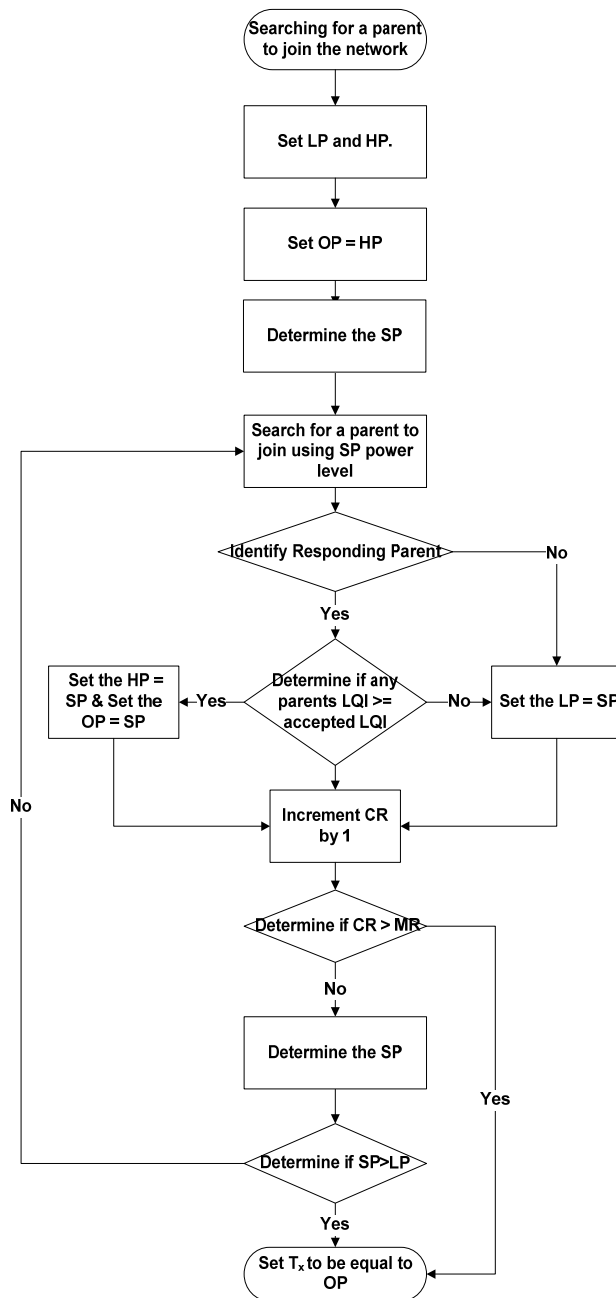 Searching for a parent
to join the network
Set LP and HP.
Set OP = HP
Determine the SP
Search for a parent to
join using SP power
level
Identify Responding Parent
No
Yes
Set the HP =
SP & Set the
OP = SP
Yes
Determine if any
parents LQI >=
accepted LQI
No
Set the LP = SP
No
Increment CR
by 1
Determine if CR > MR
No
Determine the SP
Yes
Determine if SP>LP
Yes
Set Tx to be equal to
OP